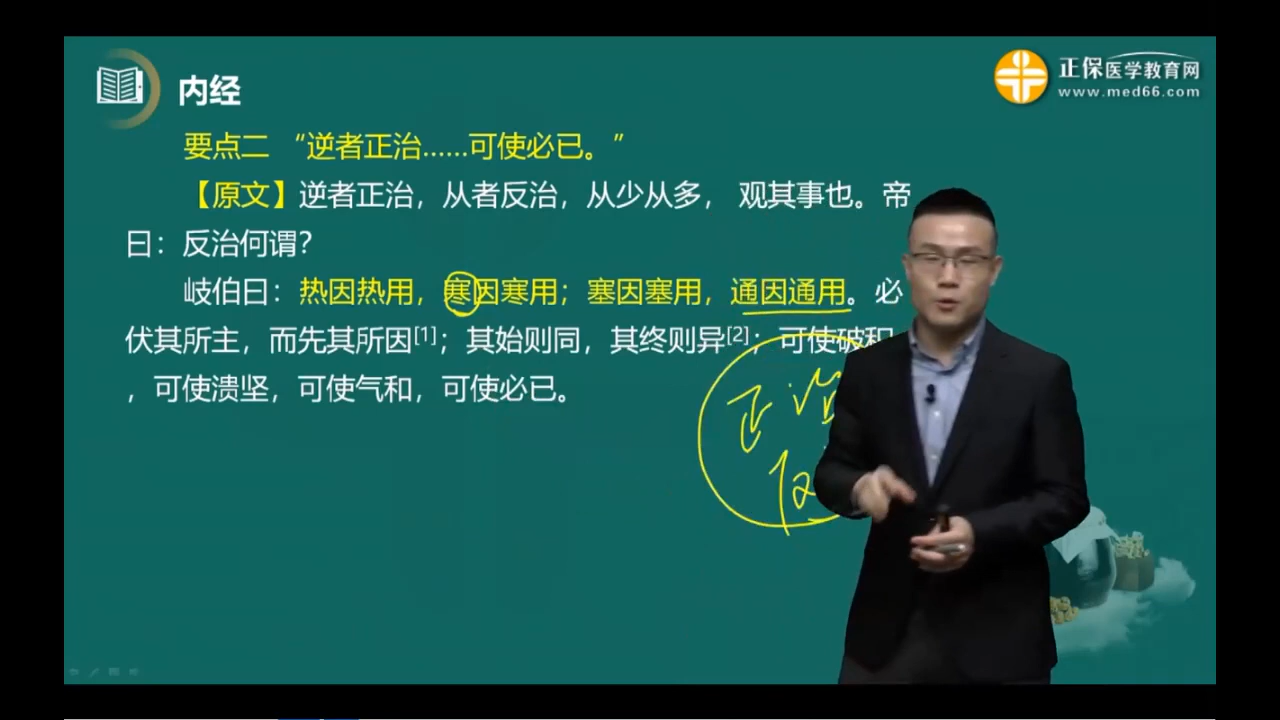 内经
正保医学教育网
www.med66.com
要点二 “逆者正治……可使必已。”
【原文】逆者正治，从者反治，从少从多， 观其事也。帝
曰：反治何谓？
岐伯曰：热因热用，寒因寒用；塞因塞用，通因通用。必
伏其所主，而先其所因[1]；其始则同，其终则异[2]；可使破积
，可使溃坚，可使气和，可使必已。
正治
反